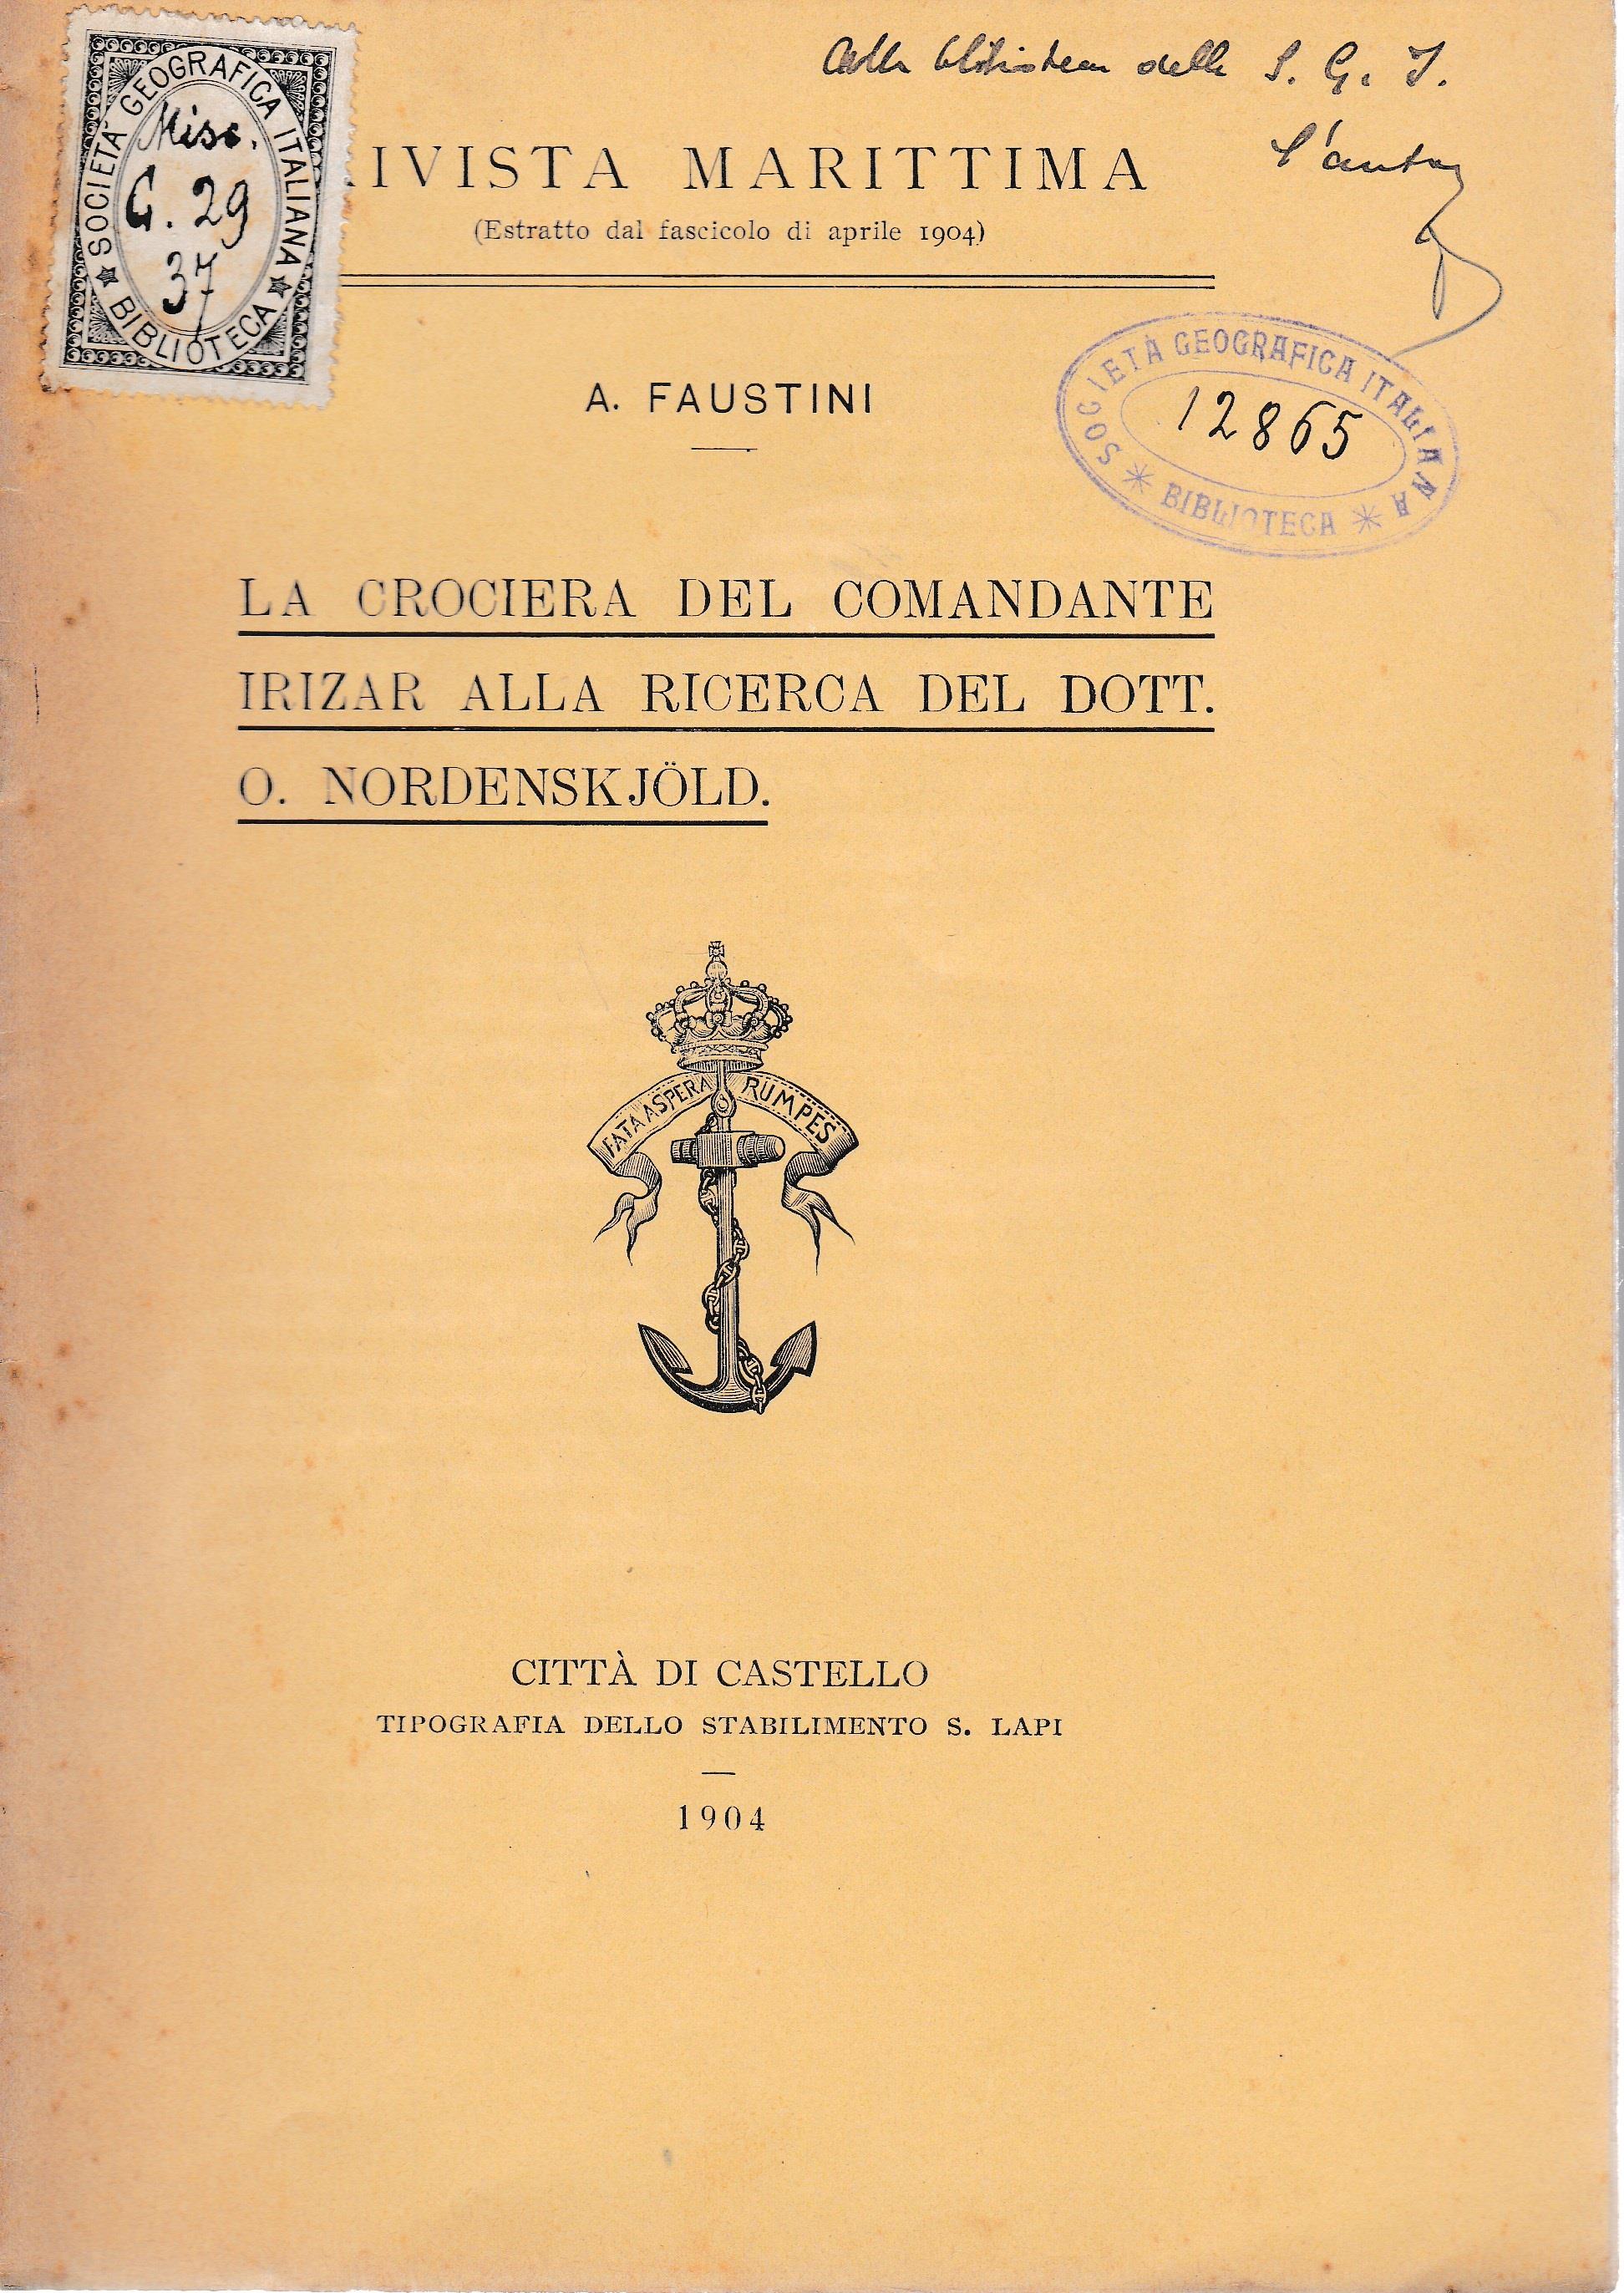 Alla biblioteca della S. G. I.
l'autore
SOCIETÀ GEOGRAFICA ITALIANA
Misc.
G. 29
37
★ BIBLIOTECA ★
RIVISTA MARITTIMA
(Estratto dal fascicolo di aprile 1904)
A. FAUSTINI
SOCIETÀ GEOGRAFICA ITALIANA
12865
* BIBLIOTECA *
LA CROCIERA DEL COMANDANTE
IRIZAR ALLA RICERCA DEL DOTT.
O. NORDENSKJÖLD.
FATA ASPERA RUMPES
CITTÀ DI CASTELLO
TIPOGRAFIA DELLO STABILIMENTO S. LAPI
1904